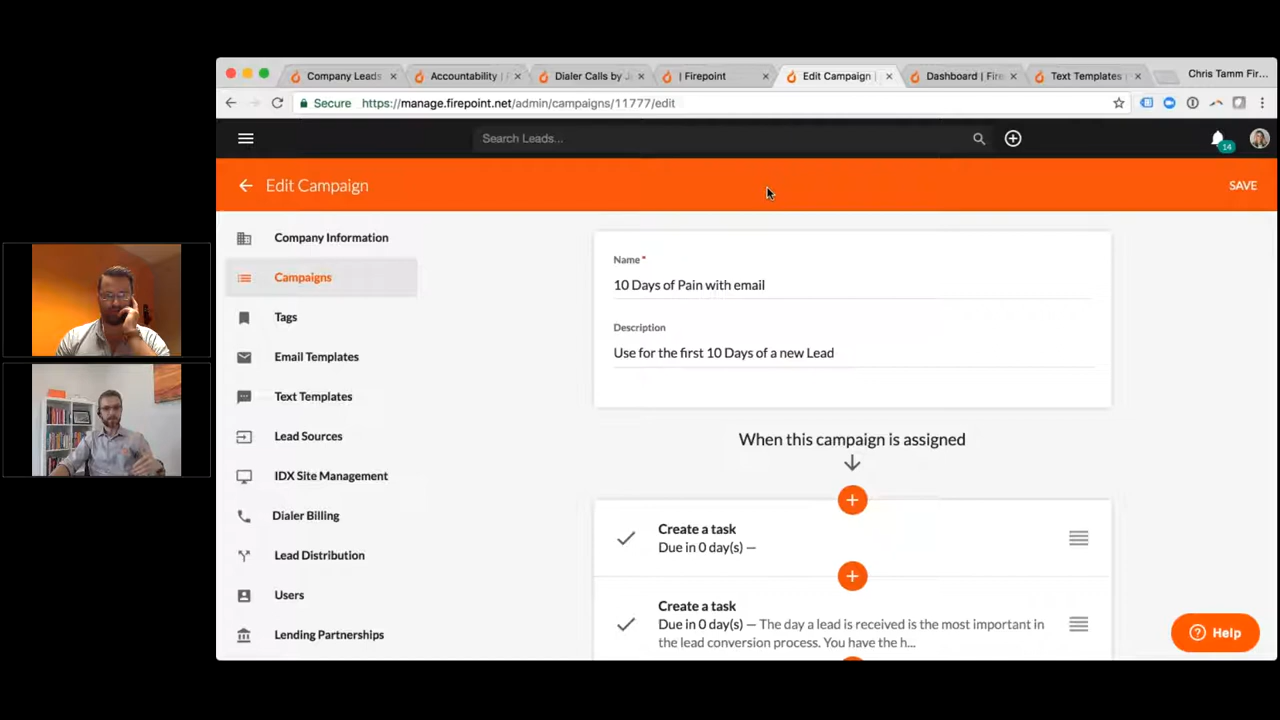 Company Leads
Accountability |
Dialer Calls by
| Firepoint
Edit Campaign |
Dashboard | Fire
Text Templates
Chris Tamm Fir...
Secure
https://manage.firepoint.net/admin/campaigns/11777/edit
Search Leads...
14
Edit Campaign
SAVE
Company Information
Campaigns
Tags
Email Templates
Text Templates
Lead Sources
IDX Site Management
Dialer Billing
Lead Distribution
Users
Lending Partnerships
Name*
10 Days of Pain with email
Description
Use for the first 10 Days of a new Lead
When this campaign is assigned
Create a task
Due in 0 day(s) —
Create a task
Due in 0 day(s) — The day a lead is received is the most important in
the lead conversion process. You have the h...
Help